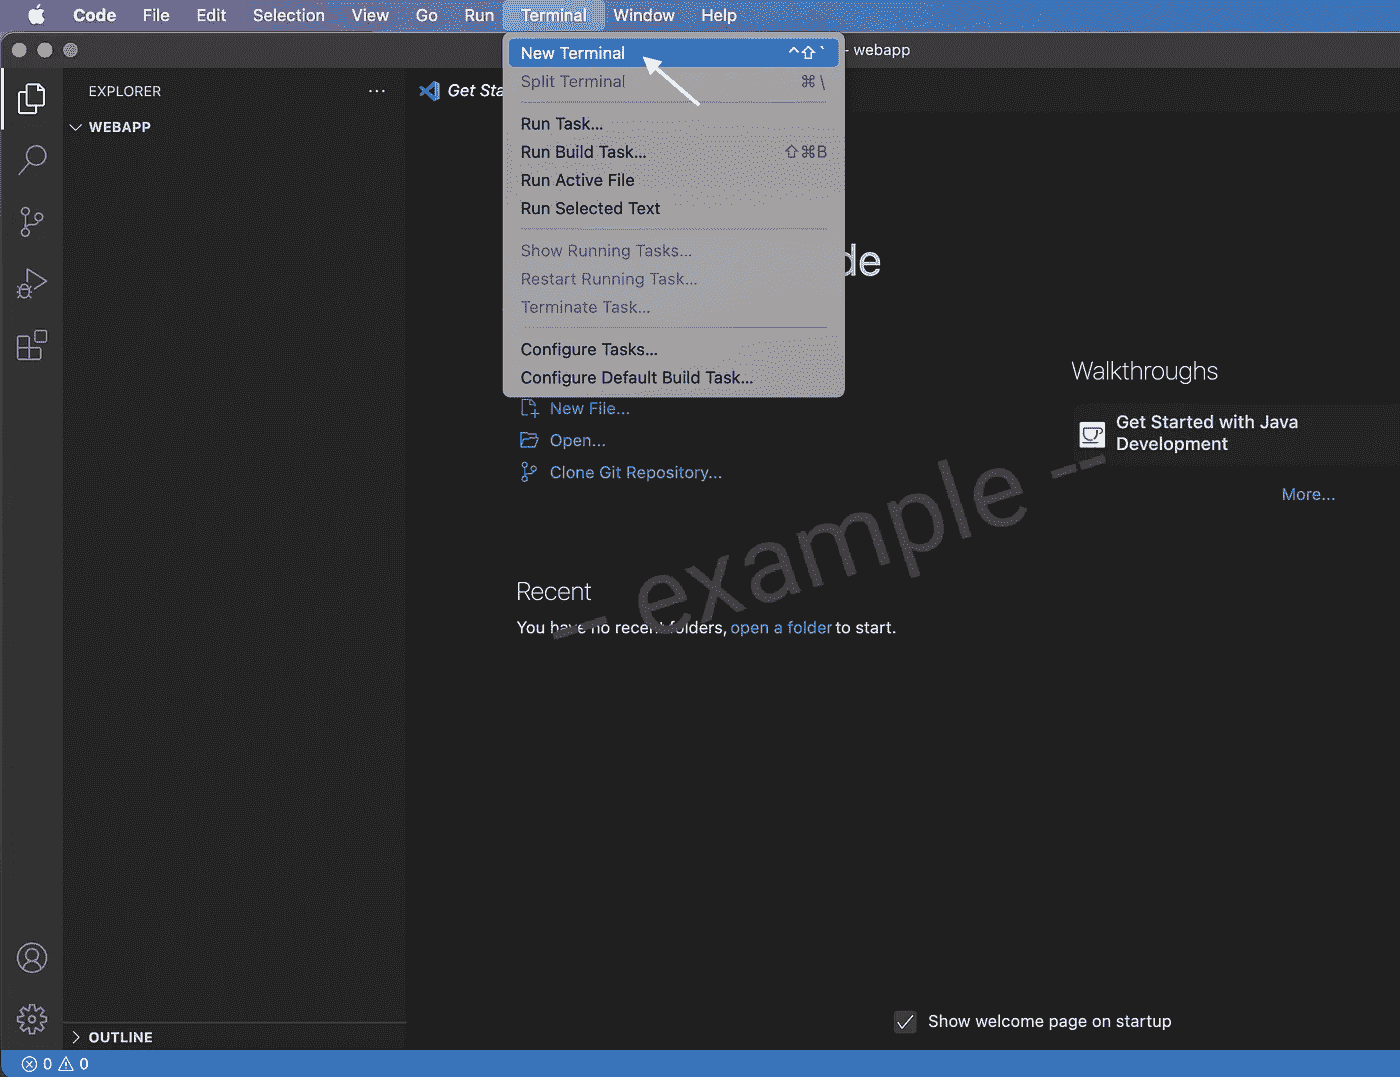 Code File Edit Selection View Go Run Terminal Window Help
- webapp
New Terminal ^⇧`
Split Terminal ⌘\
Run Task...
Run Build Task... ⇧⌘B
Run Active File
Run Selected Text
Show Running Tasks...
Restart Running Task...
Terminate Task...
Configure Tasks...
Configure Default Build Task...
EXPLORER ...
WEBAPP
Get Sta
de
New File...
Open...
Clone Git Repository...
Walkthroughs
Get Started with Java
Development
More...
-- example --
Recent
You have no recent folders, open a folder to start.
Show welcome page on startup
OUTLINE
0 0